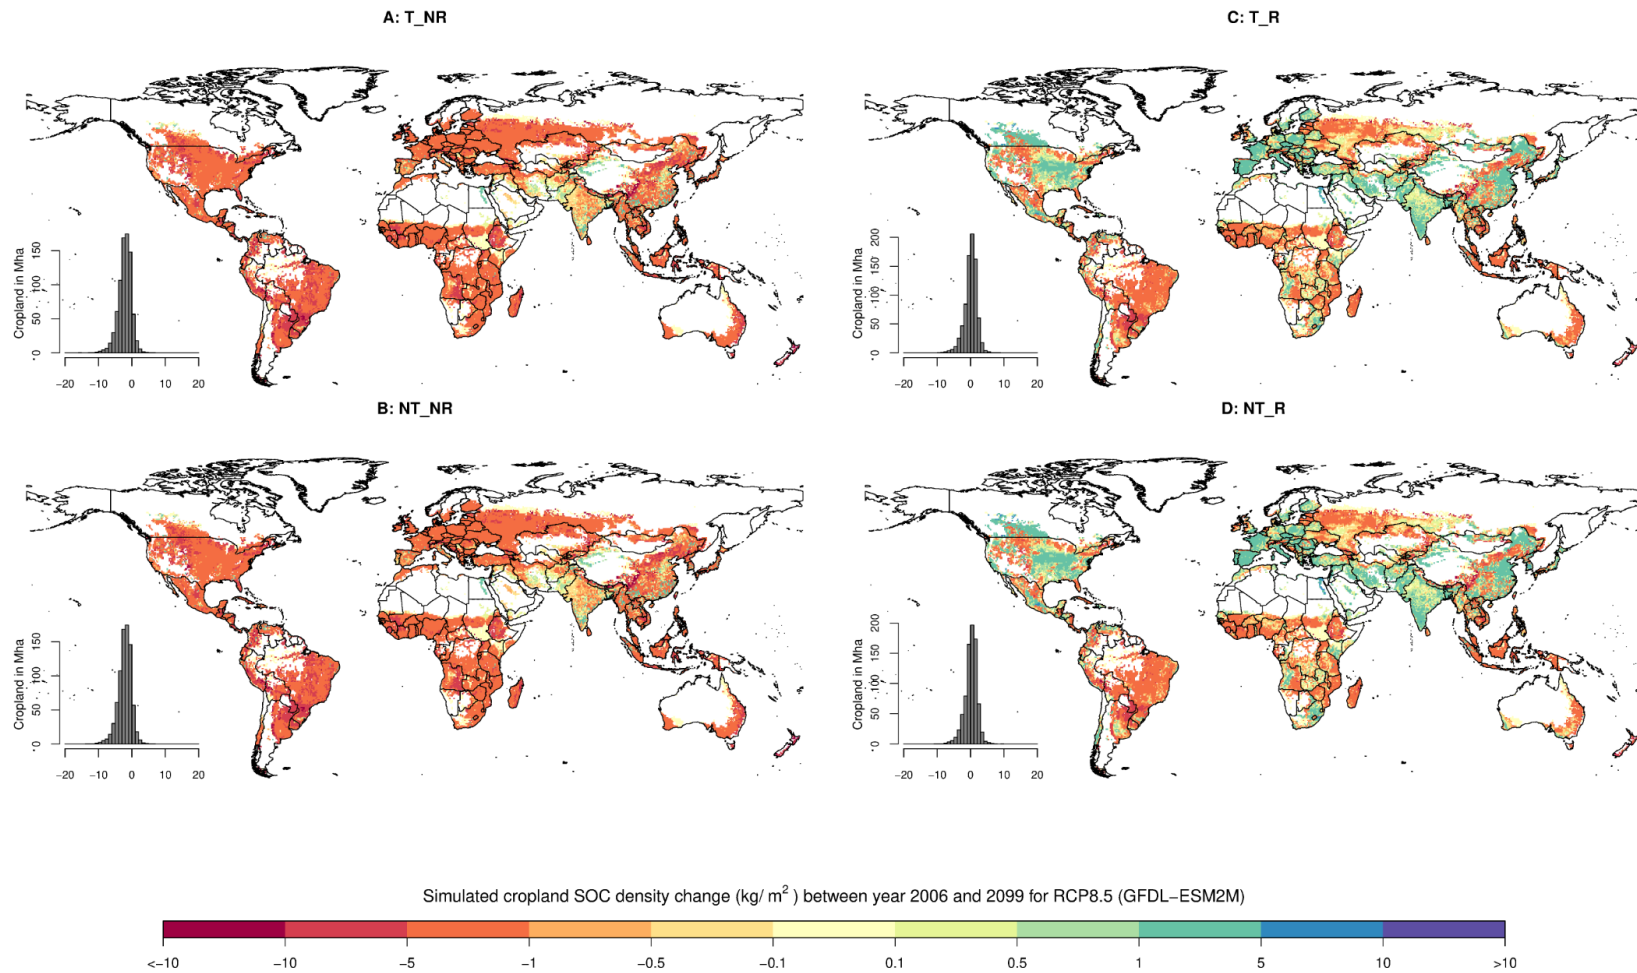 A: T_NR
C: T_R
Cropland in Mha
0 50 100 150
−20 −10 0 10 20
Cropland in Mha
0 50 100 150 200
−20 −10 0 10 20
B: NT_NR
D: NT_R
Cropland in Mha
0 50 100 150
−20 −10 0 10 20
Cropland in Mha
0 50 100 150 200
−20 −10 0 10 20
Simulated cropland SOC density change (kg/ m² ) between year 2006 and 2099 for RCP8.5 (GFDL−ESM2M)
<−10 −10 −5 −1 −0.5 −0.1 0.1 0.5 1 5 10 >10